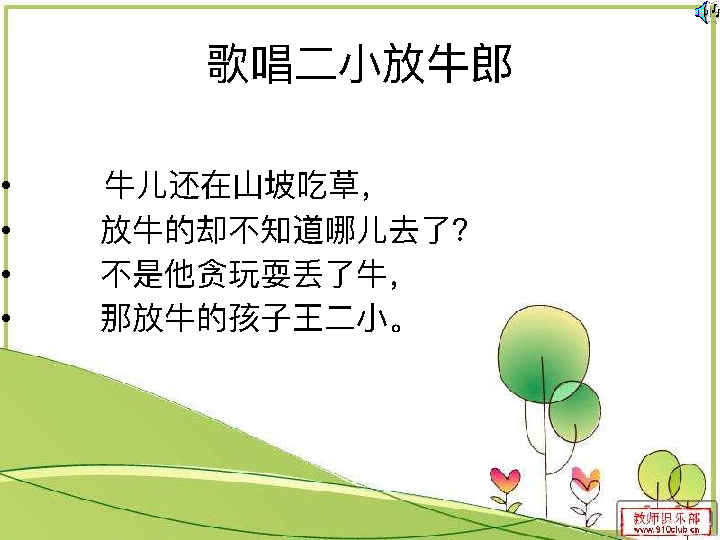 歌唱二小放牛郎
• 牛儿还在山坡吃草，
• 放牛的却不知道哪儿去了？
• 不是他贪玩耍丢了牛，
• 那放牛的孩子王二小。
教师俱乐部
www.910club.cn